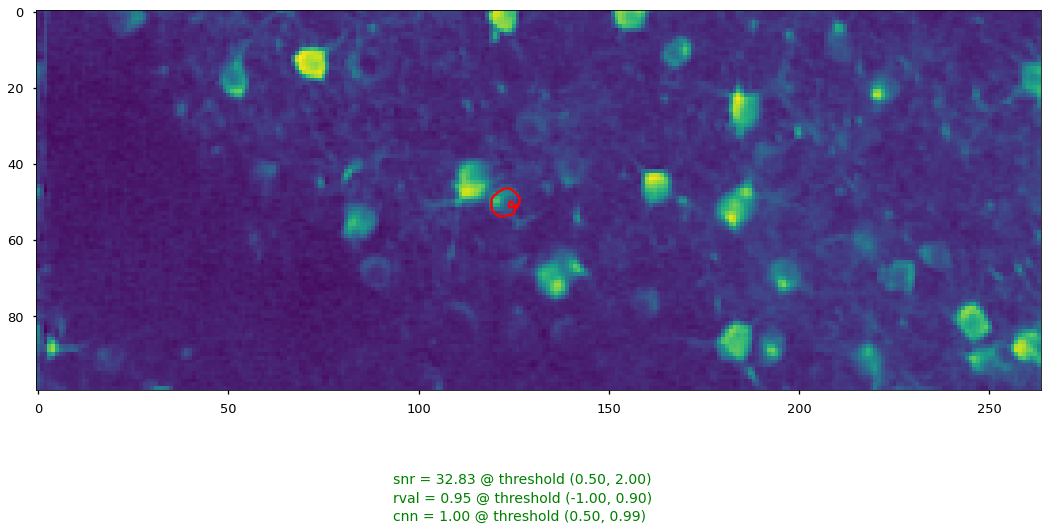 0
20
40
60
80
0 50 100 150 200 250
snr = 32.83 @ threshold (0.50, 2.00)
rval = 0.95 @ threshold (-1.00, 0.90)
cnn = 1.00 @ threshold (0.50, 0.99)